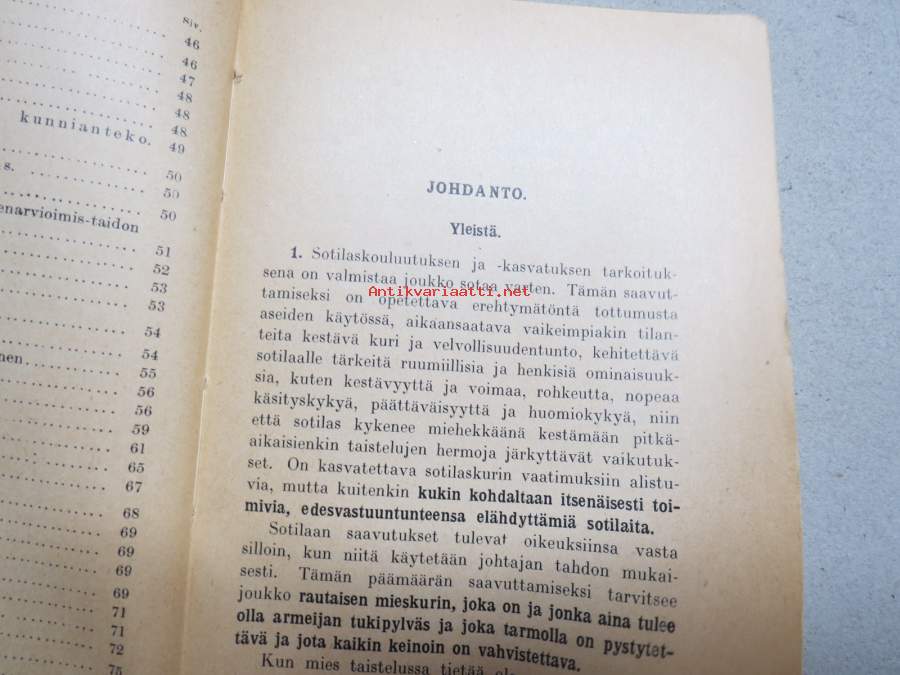 Siv.
46
46
47
48
48
48
kunnianteko. 49
50
s. 50
50
enarvioimis-taidon
51
52
53
53
54
54
nen 55
56
56
59
61
65
67
68
69
69
69
69
71
71
72
75
JOHDANTO.
Yleistä.
1. Sotilaskouluutuksen ja -kasvatuksen tarkoituk-
sena on valmistaa joukko sotaa varten. Tämän saavut-
Antikvariaatti.net
tamiseksi on opetettava erehtymätöntä tottumusta
aseiden käytössä, aikaansaatava vaikeimpiakin tilan-
teita kestävä kuri ja velvollisuudentunto, kehitettävä
sotilaalle tärkeitä ruumiillisia ja henkisiä ominaisuuk-
sia, kuten kestävyyttä ja voimaa, rohkeutta, nopeaa
käsityskykyä, päättäväisyyttä ja huomiokykyä, niin
että sotilas kykenee miehekkäänä kestämään pitkä-
aikaisienkin taistelujen hermoja järkyttävät vaikutuk-
set. On kasvatettava sotilaskurin vaatimuksiin alistu-
via, mutta kuitenkin kukin kohdaltaan itsenäisesti toi-
mivia, edesvastuuntunteensa elähdyttämiä sotilaita.
Sotilaan saavutukset tulevat oikeuksiinsa vasta
silloin, kun niitä käytetään johtajan tahdon mukai-
sesti. Tämän päämäärän saavuttamiseksi tarvitsee
joukko rautaisen mieskurin, joka on ja jonka aina tulee
olla armeijan tukipylväs ja joka tarmolla on pystytet-
tävä ja jota kaikin keinoin on vahvistettava.
Kun mies taistelussa tietää